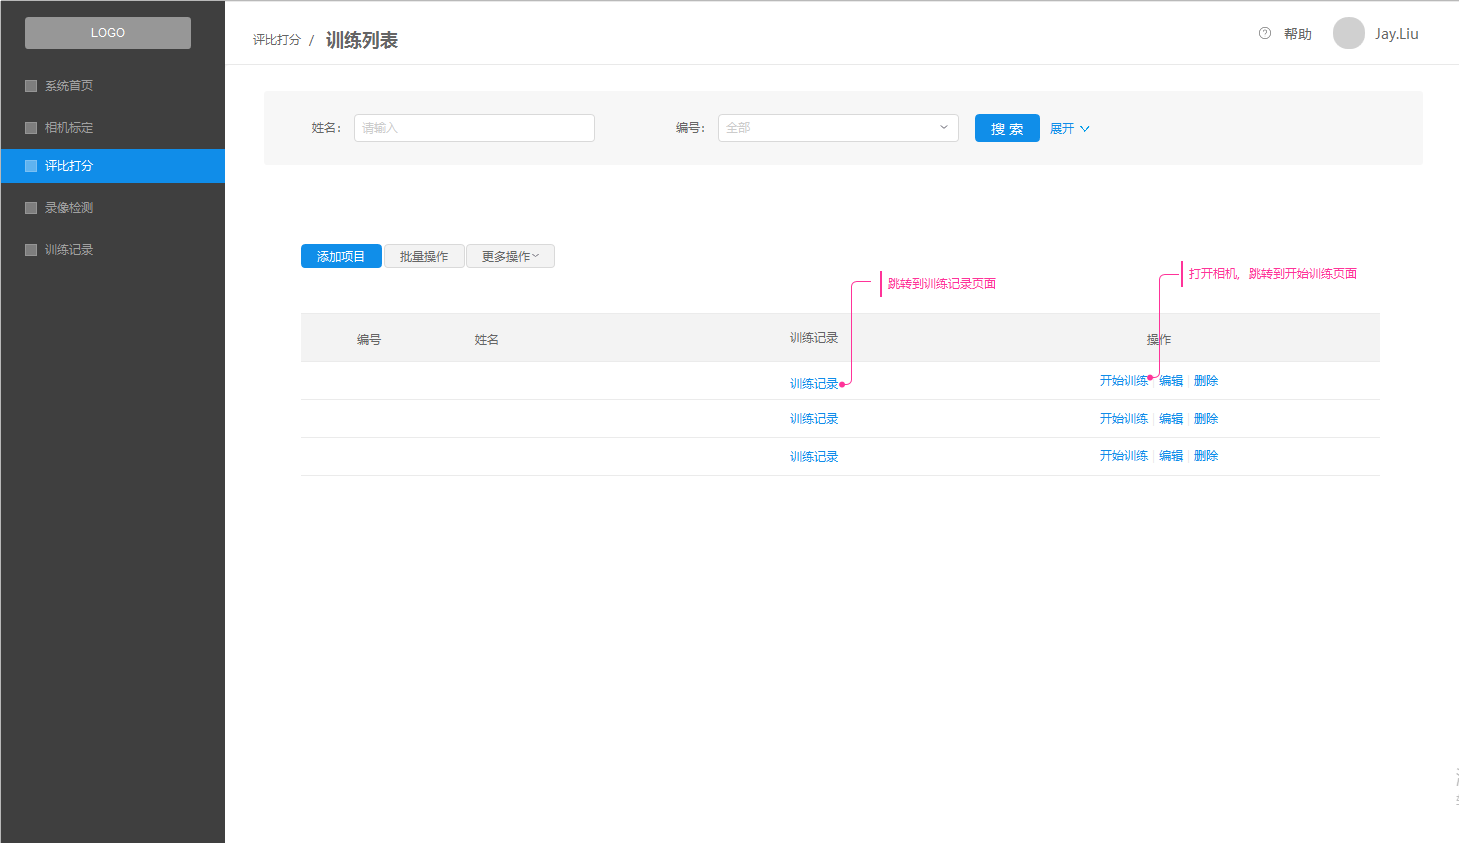 LOGO
系统首页
相机标定
评比打分
录像检测
训练记录
评比打分 / 训练列表
帮助 Jay.Liu
姓名： 请输入 编号： 全部 搜 索 展开
添加项目 批量操作 更多操作
跳转到训练记录页面
打开相机，跳转到开始训练页面
编号 姓名 训练记录 操作
训练记录 开始训练 编辑 删除
训练记录 开始训练 编辑 删除
训练记录 开始训练 编辑 删除